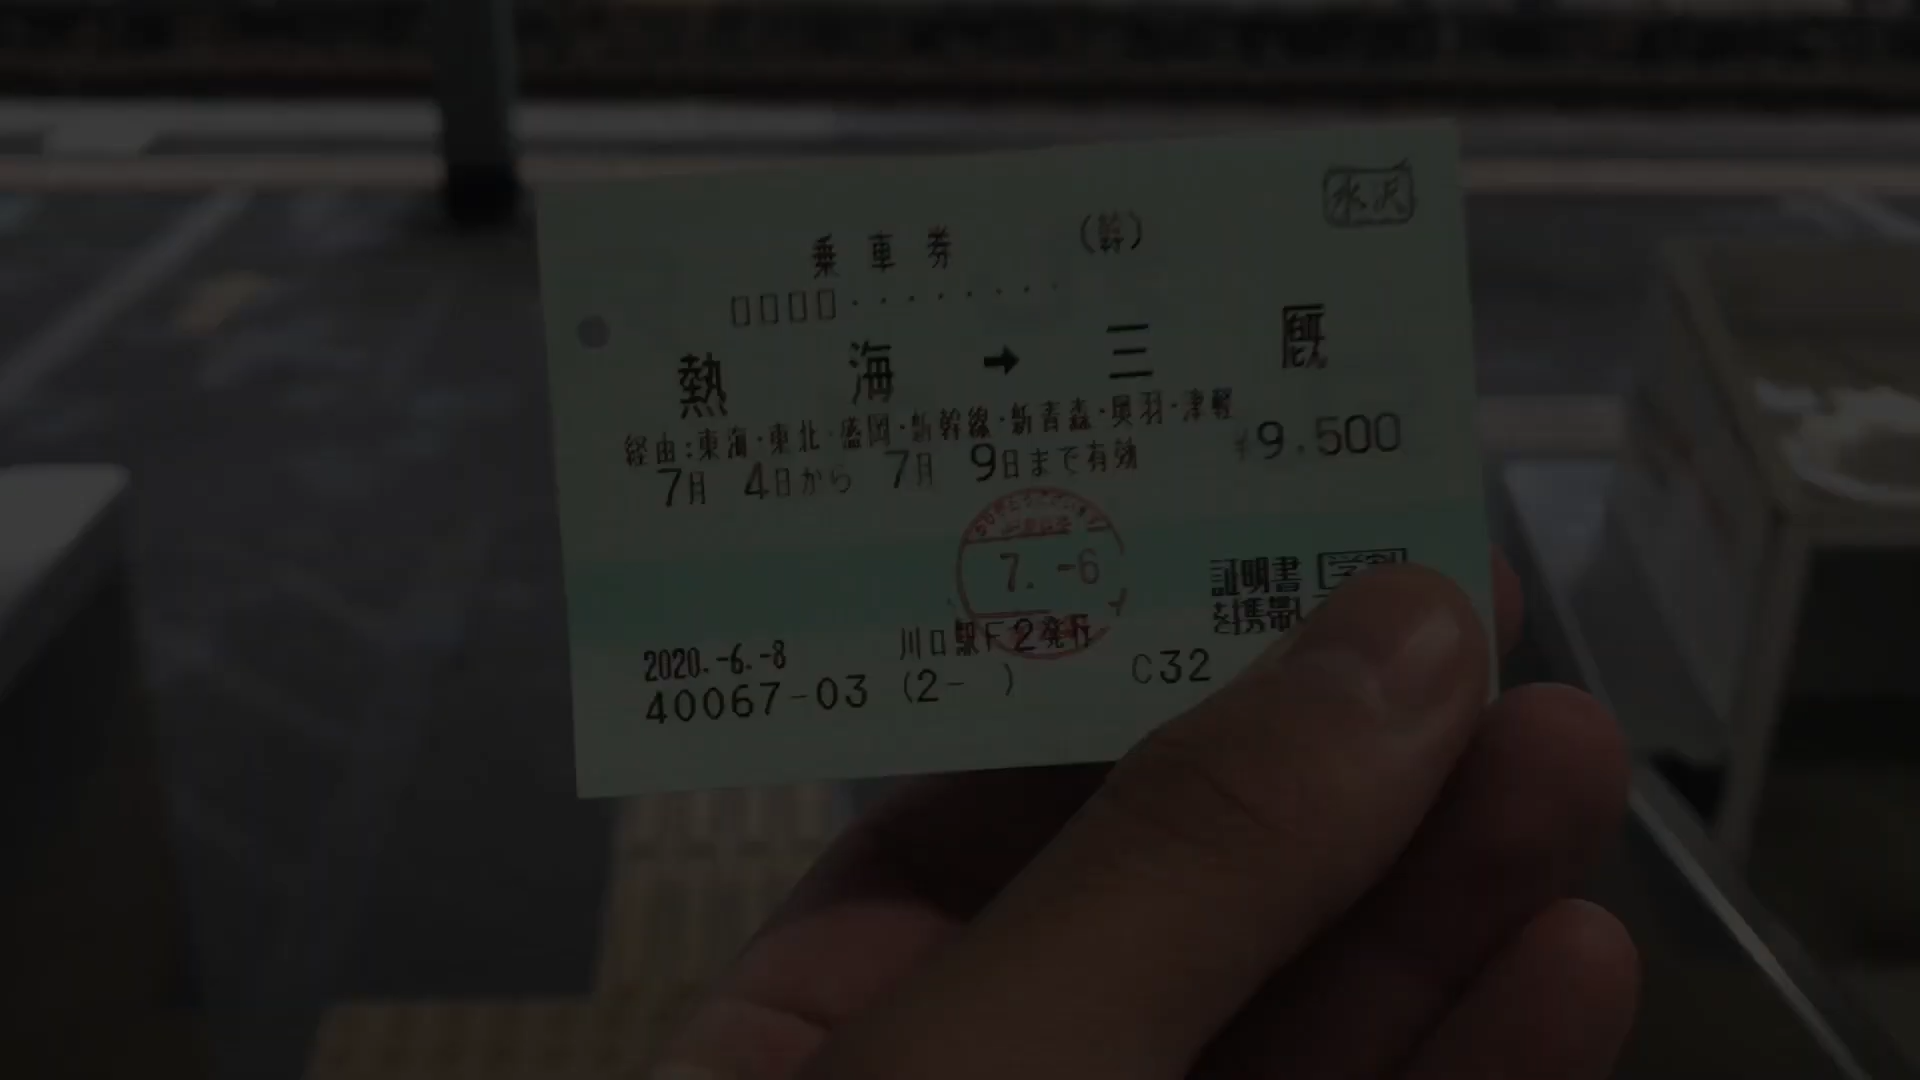 水沢
乗車券 (幹)
□□□□・・・・・・・・
熱海 → 三厩
経由:東海・東北・盛岡・新幹線・新青森・奥羽・津軽
7月 4日から 7月 9日まで有効 ¥9,500
7.-6
証明書 学割
を携帯
2020.-6.-8 川口駅F2発行
40067-03 (2- ) C32